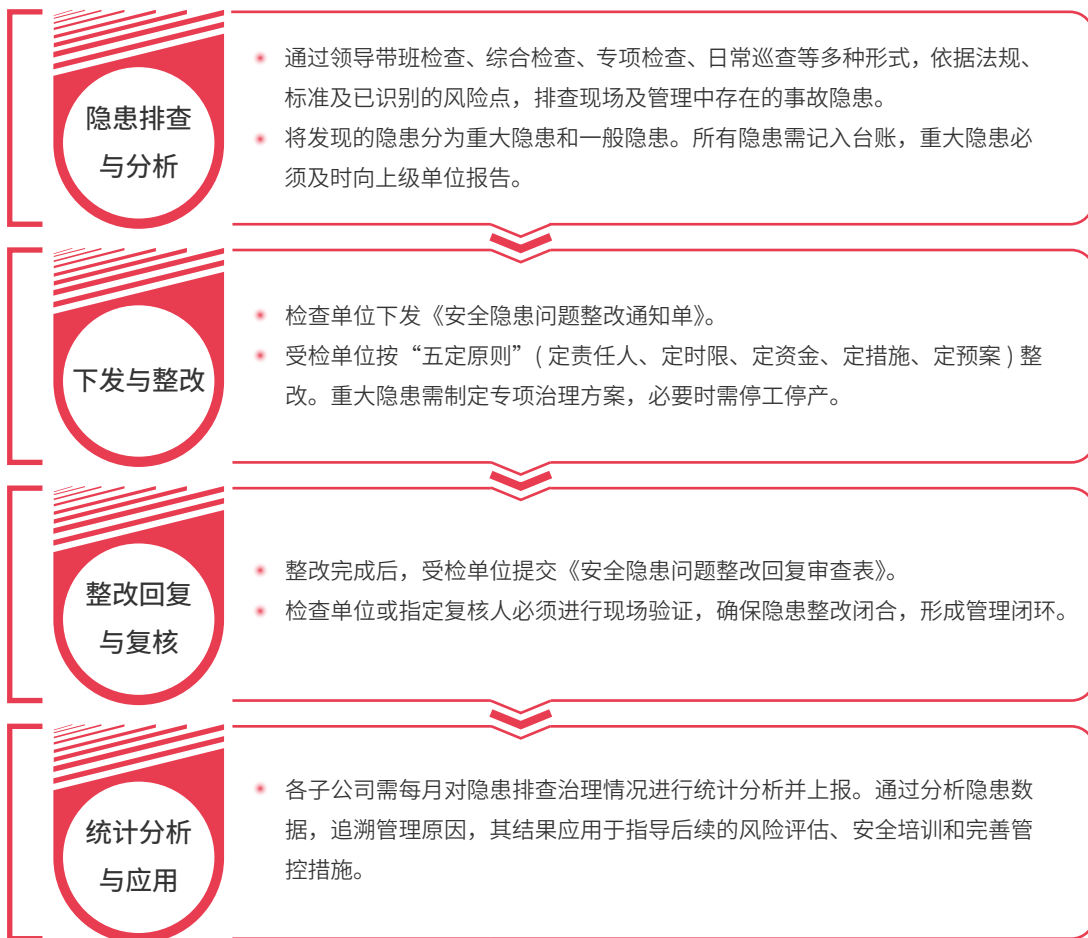 隐患排查
与分析
通过领导带班检查、综合检查、专项检查、日常巡查等多种形式，依据法规、
标准及已识别的风险点，排查现场及管理中存在的事故隐患。
将发现的隐患分为重大隐患和一般隐患。所有隐患需记入台账，重大隐患必
须及时向上级单位报告。
下发与整改
检查单位下发《安全隐患问题整改通知单》。
受检单位按“五定原则”( 定责任人、定时限、定资金、定措施、定预案 ) 整
改。重大隐患需制定专项治理方案，必要时需停工停产。
整改回复
与复核
整改完成后，受检单位提交《安全隐患问题整改回复审查表》。
检查单位或指定复核人必须进行现场验证，确保隐患整改闭合，形成管理闭环。
统计分析
与应用
各子公司需每月对隐患排查治理情况进行统计分析并上报。通过分析隐患数
据，追溯管理原因，其结果应用于指导后续的风险评估、安全培训和完善管
控措施。